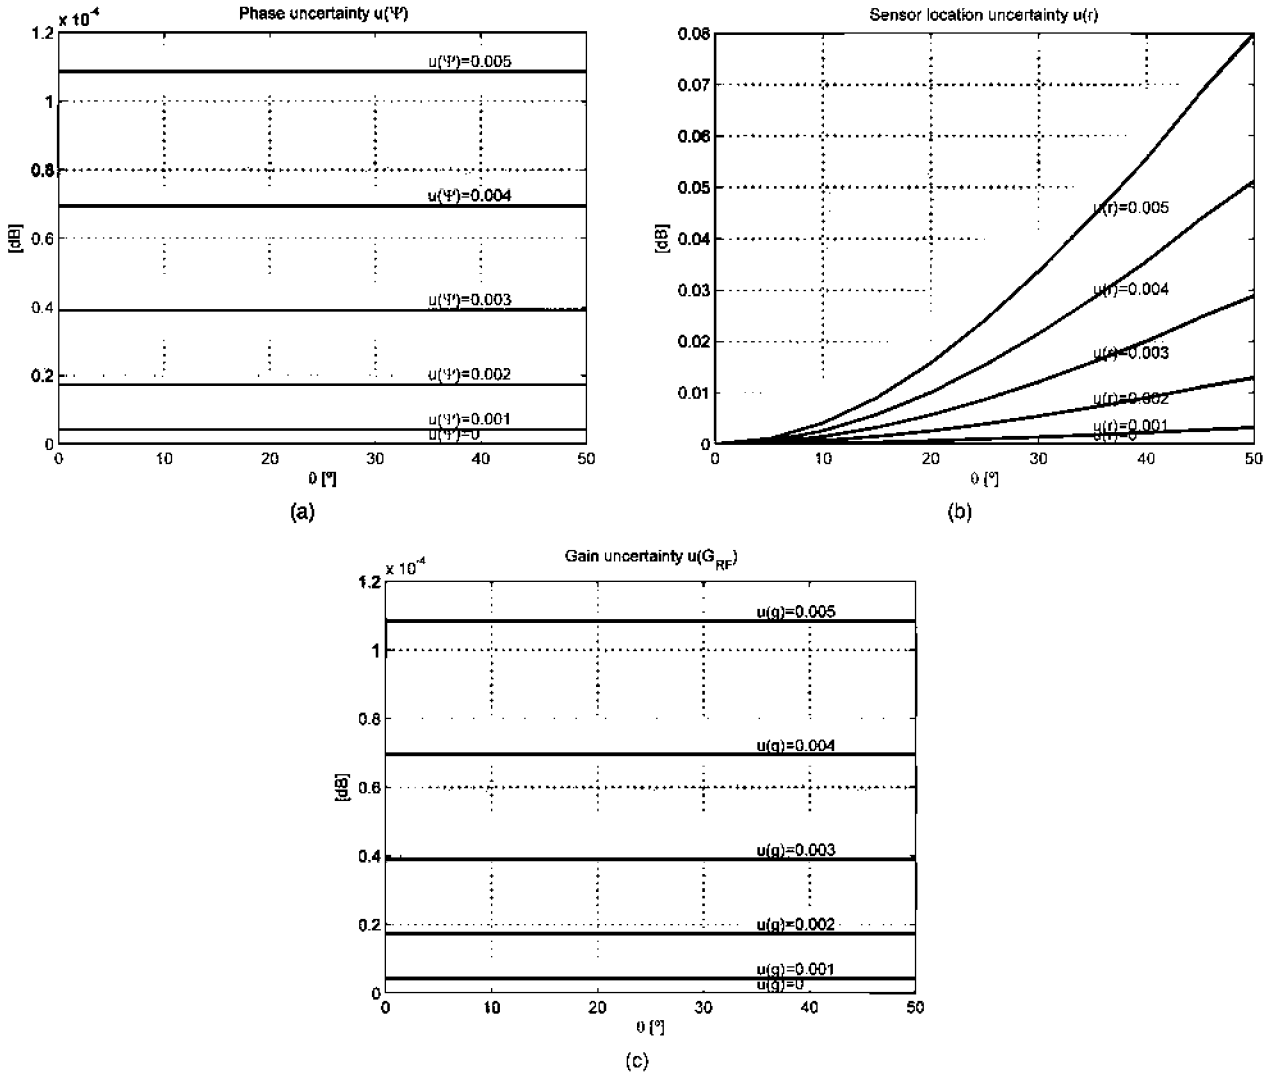 Phase uncertainty u(Ψ)
x 10⁻⁴
1.2
1
0.8
0.6
0.4
0.2
0
[dB]
u(Ψ)=0.005
u(Ψ)=0.004
u(Ψ)=0.003
u(Ψ)=0.002
u(Ψ)=0.001
u(Ψ)=0
0 10 20 30 40 50
θ [º]
(a)
Sensor location uncertainty u(r)
0.08
0.07
0.06
0.05
0.04
0.03
0.02
0.01
0
[dB]
u(r)=0.005
u(r)=0.004
u(r)=0.003
u(r)=0.002
u(r)=0.001
u(r)=0
0 10 20 30 40 50
θ [º]
(b)
Gain uncertainty u(G_RF)
x 10⁻⁴
1.2
1
0.8
0.6
0.4
0.2
0
[dB]
u(g)=0.005
u(g)=0.004
u(g)=0.003
u(g)=0.002
u(g)=0.001
u(g)=0
0 10 20 30 40 50
θ [º]
(c)